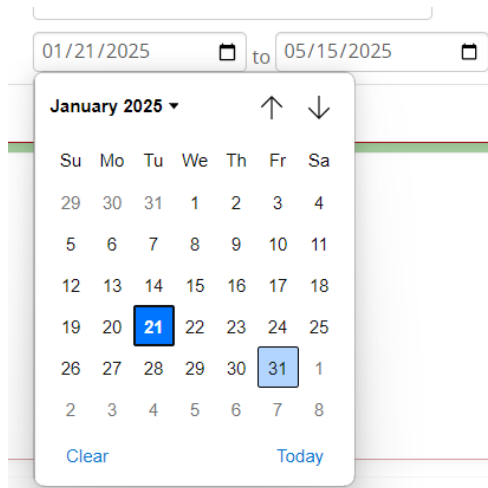 01/21/2025 to 05/15/2025
January 2025
Su Mo Tu We Th Fr Sa
29 30 31 1 2 3 4
5 6 7 8 9 10 11
12 13 14 15 16 17 18
19 20 21 22 23 24 25
26 27 28 29 30 31 1
2 3 4 5 6 7 8
Clear Today